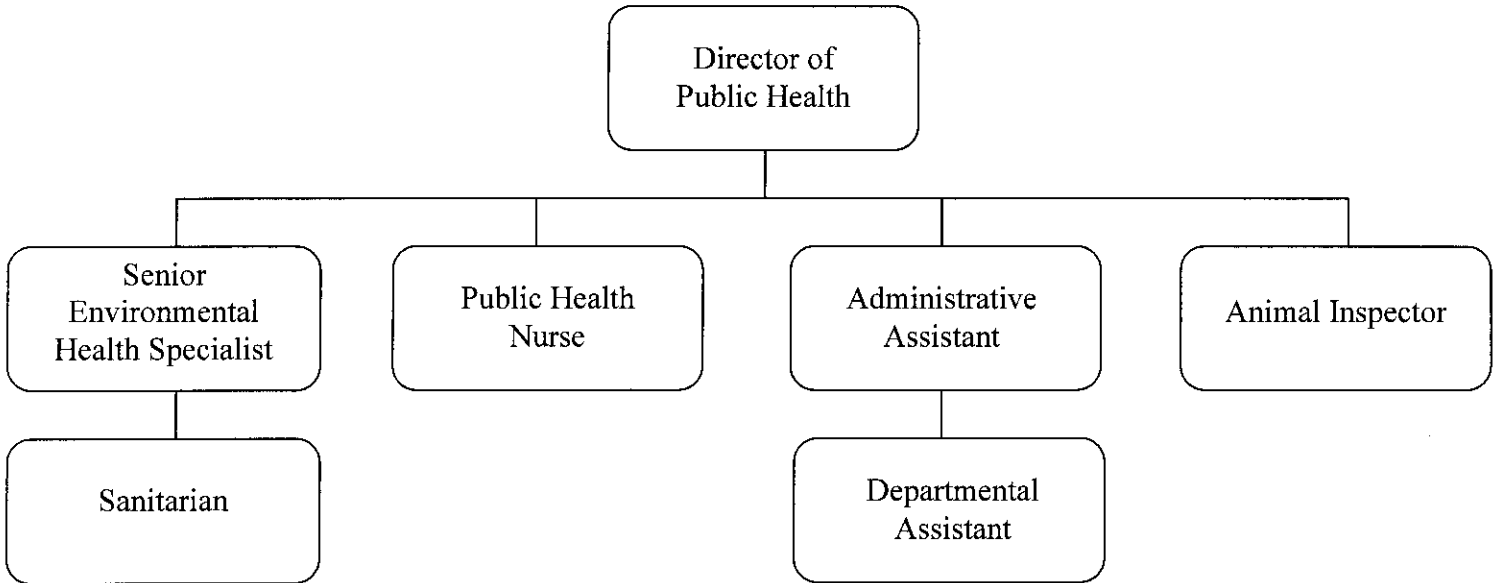 Director of
Public Health
Senior
Environmental
Health Specialist
Public Health
Nurse
Administrative
Assistant
Animal Inspector
Sanitarian
Departmental
Assistant